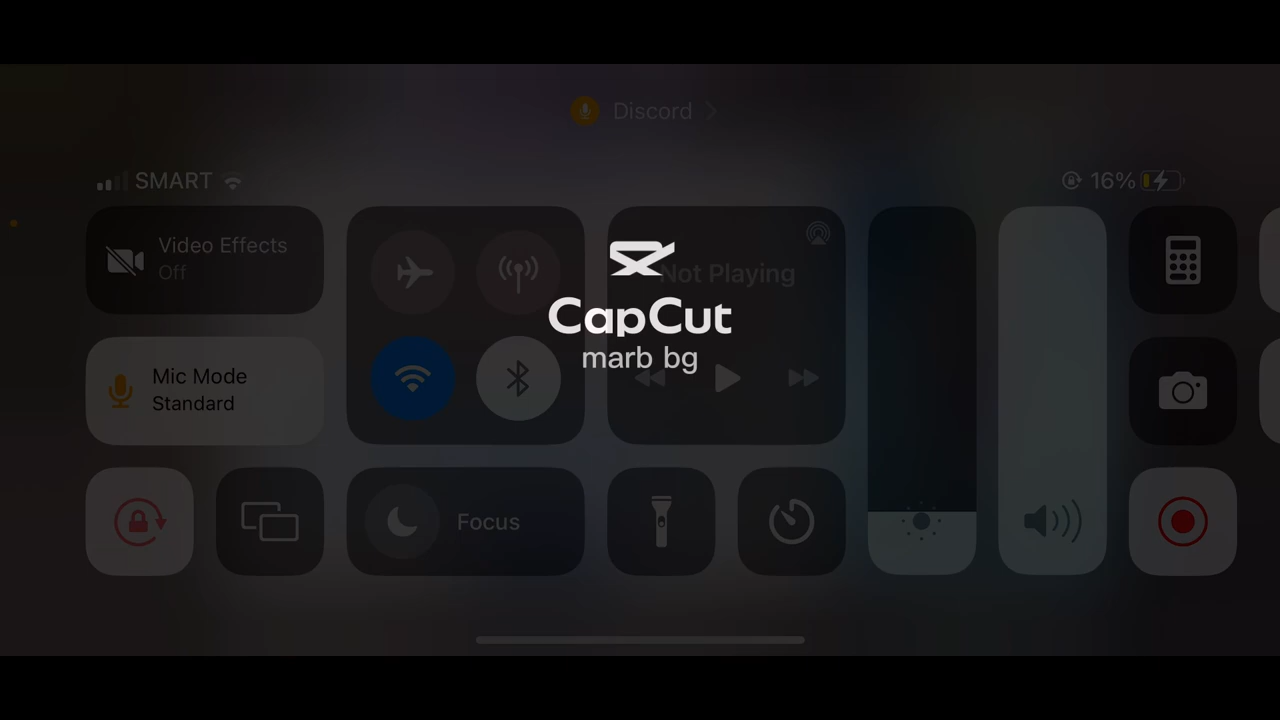 Discord
SMART
16%
Video Effects
Off
Not Playing
CapCut
marb bg
Mic Mode
Standard
Focus